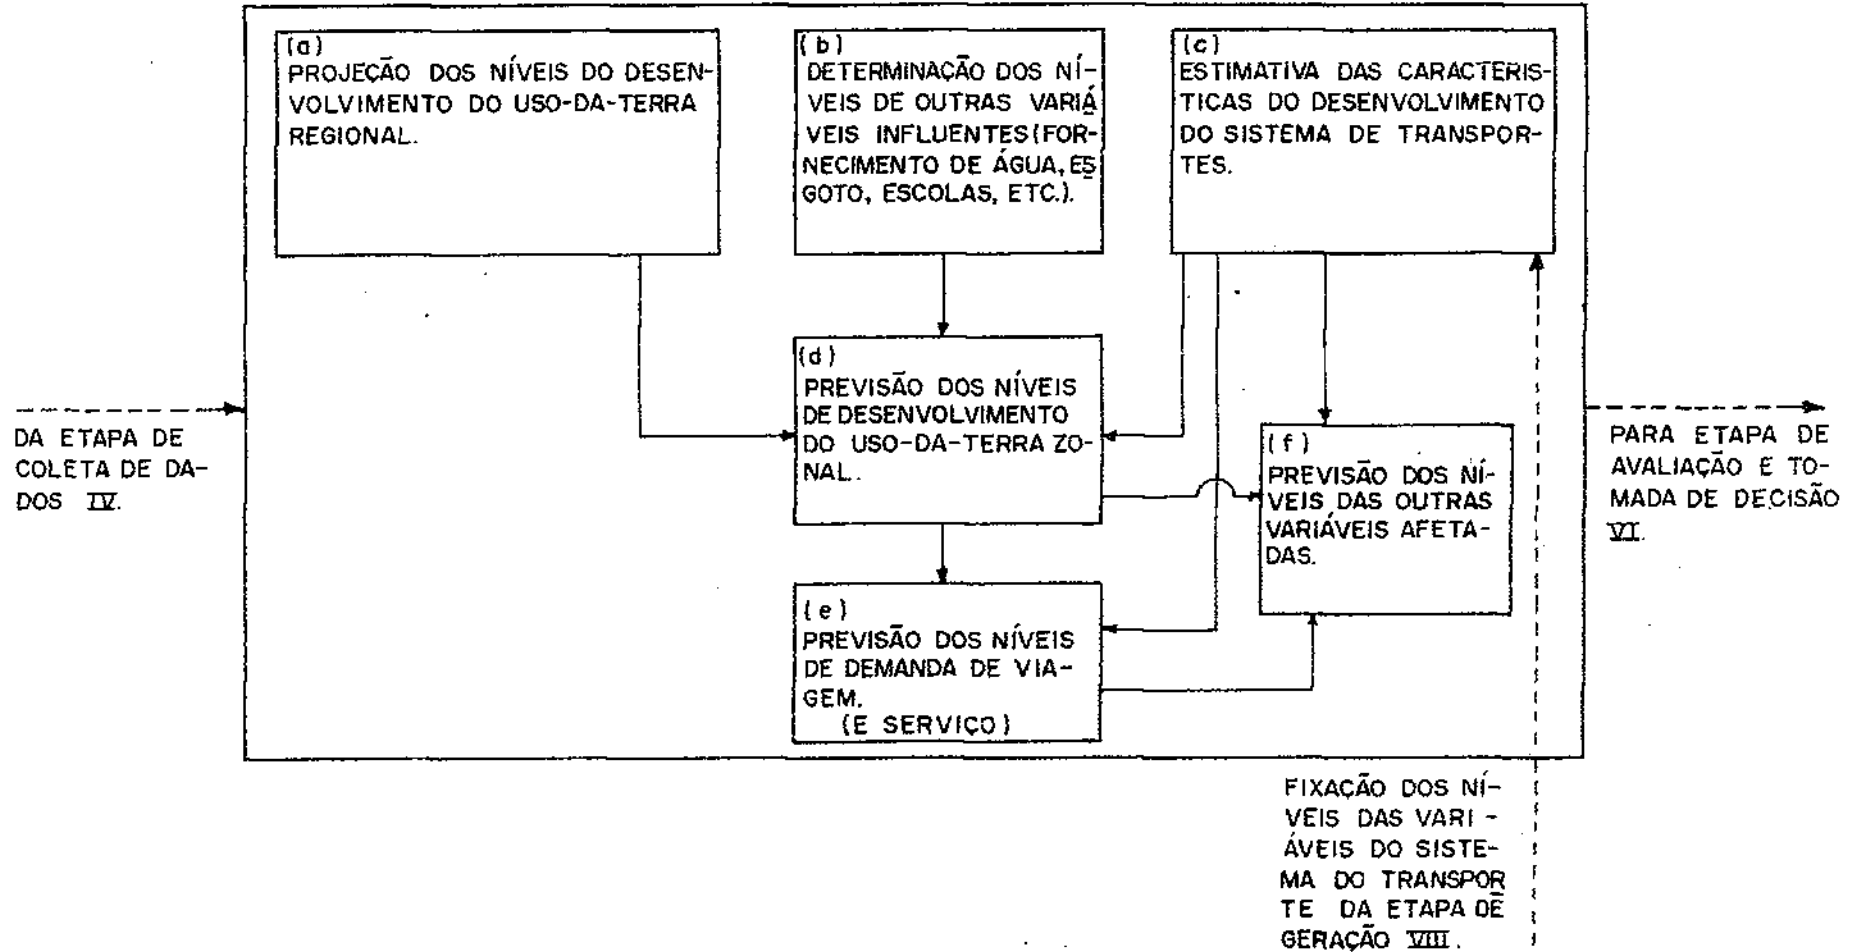 (a)
PROJEÇÃO DOS NÍVEIS DO DESEN-
VOLVIMENTO DO USO-DA-TERRA
REGIONAL.
(b)
DETERMINAÇÃO DOS NÍ-
VEIS DE OUTRAS VARIÁ
VEIS INFLUENTES (FOR-
NECIMENTO DE ÁGUA, ES
GOTO, ESCOLAS, ETC.).
(c)
ESTIMATIVA DAS CARACTERIS-
TICAS DO DESENVOLVIMENTO
DO SISTEMA DE TRANSPOR-
TES.
DA ETAPA DE
COLETA DE DA-
DOS IV.
(d)
PREVISÃO DOS NÍVEIS
DE DESENVOLVIMENTO
DO USO-DA-TERRA ZO-
NAL.
(f)
PREVISÃO DOS NÍ-
VEIS DAS OUTRAS
VARIÁVEIS AFETA-
DAS.
PARA ETAPA DE
AVALIAÇÃO E TO-
MADA DE DECISÃO
VI.
(e)
PREVISÃO DOS NÍVEIS
DE DEMANDA DE VIA-
GEM.
(E SERVIÇO)
FIXAÇÃO DOS NÍ-
VEIS DAS VARI-
ÁVEIS DO SISTE-
MA DO TRANSPOR
TE DA ETAPA DE
GERAÇÃO VIII.